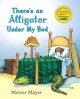 There's an
Alligator
Under My Bed
Mercer Mayer